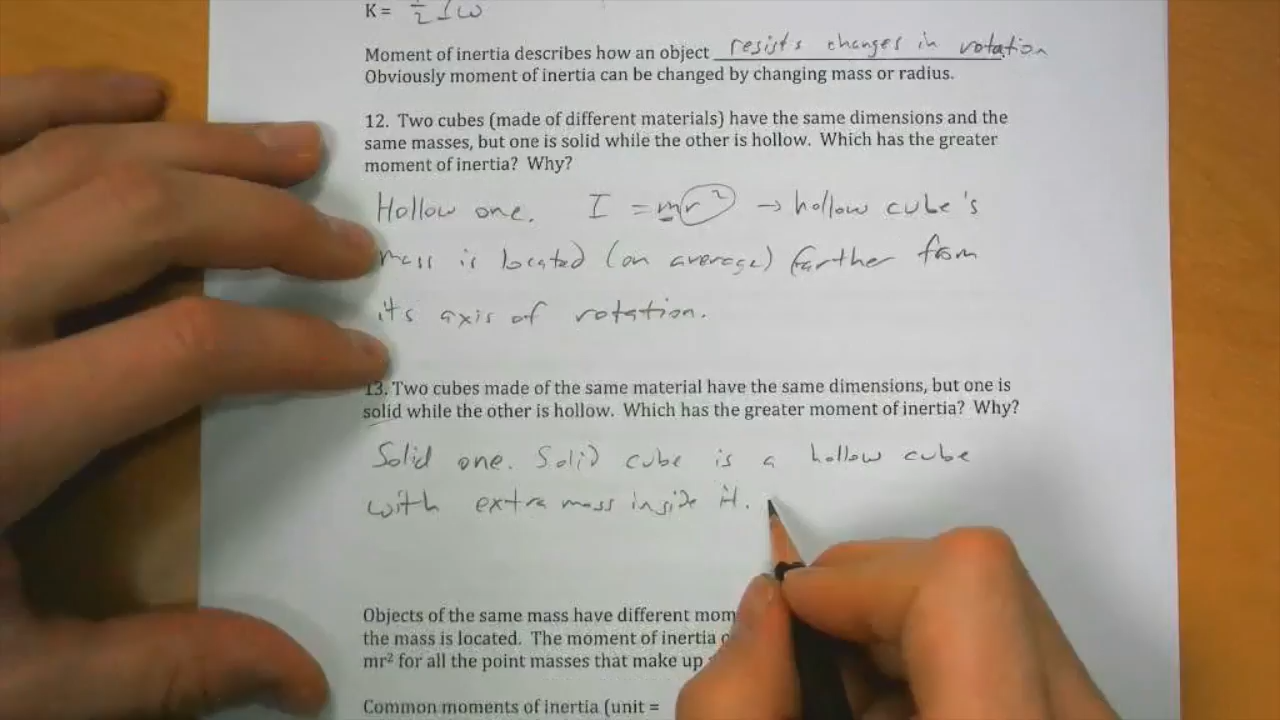 K = ½ I ω
Moment of inertia describes how an object resists changes in rotation
Obviously moment of inertia can be changed by changing mass or radius.
12. Two cubes (made of different materials) have the same dimensions and the
same masses, but one is solid while the other is hollow. Which has the greater
moment of inertia? Why?
Hollow one. I = mr² → hollow cube's
mass is located (on average) farther from
its axis of rotation.
13. Two cubes made of the same material have the same dimensions, but one is
solid while the other is hollow. Which has the greater moment of inertia? Why?
Solid one. Solid cube is a hollow cube
with extra mass inside it.
Objects of the same mass have different mom
the mass is located. The moment of inertia
mr² for all the point masses that make up
Common moments of inertia (unit =